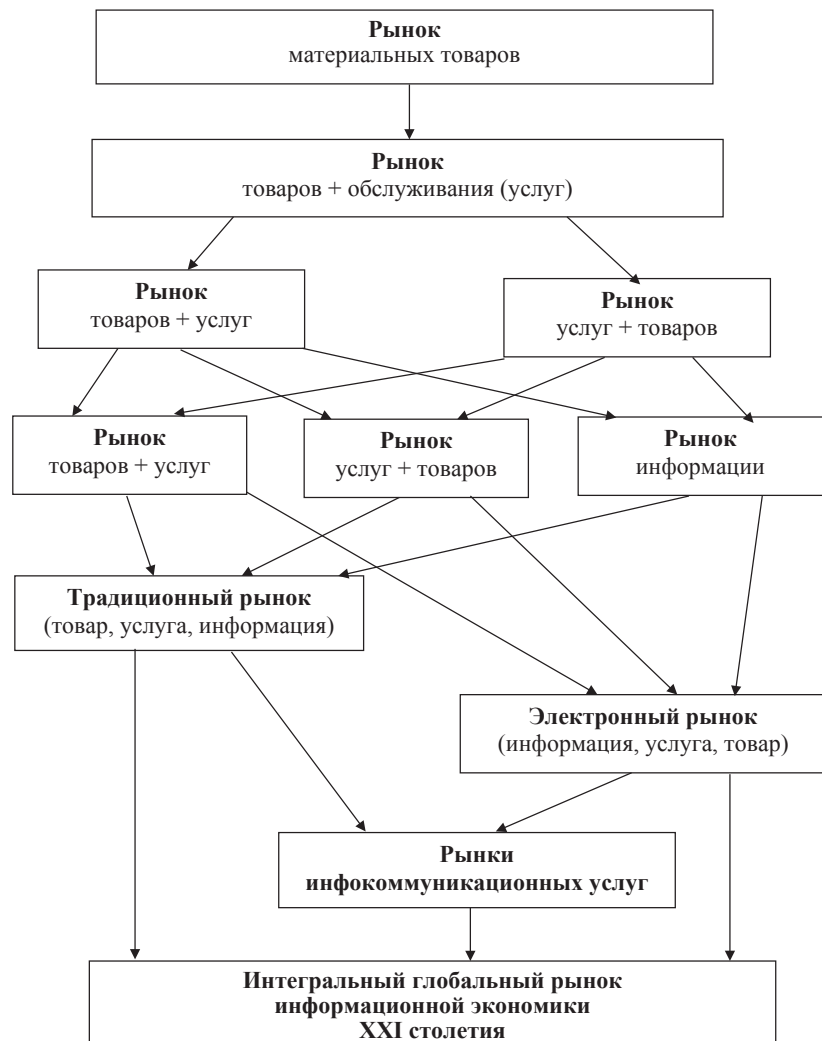 Рынок
материальных товаров
Рынок
товаров + обслуживания (услуг)
Рынок
товаров + услуг
Рынок
услуг + товаров
Рынок
товаров + услуг
Рынок
услуг + товаров
Рынок
информации
Традиционный рынок
(товар, услуга, информация)
Электронный рынок
(информация, услуга, товар)
Рынки
инфокоммуникационных услуг
Интегральный глобальный рынок
информационной экономики
XXI столетия